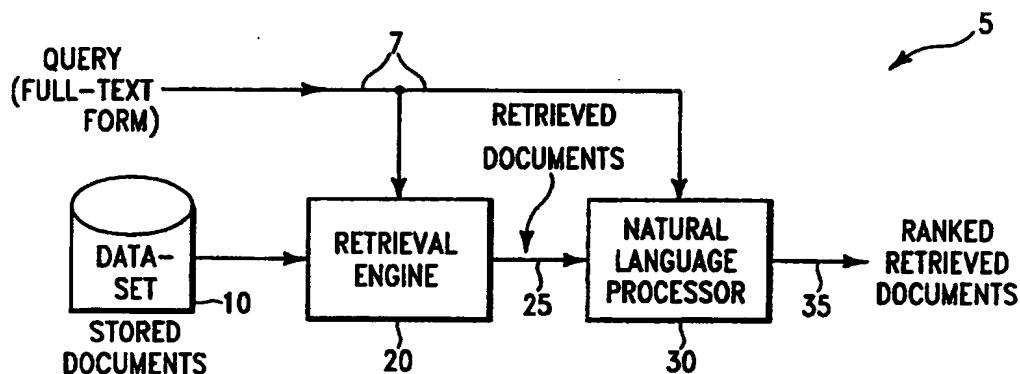 5
7
QUERY
(FULL-TEXT
FORM)
RETRIEVED
DOCUMENTS
DATA-
SET
10
STORED
DOCUMENTS
RETRIEVAL
ENGINE
20
25
NATURAL
LANGUAGE
PROCESSOR
30
35
RANKED
RETRIEVED
DOCUMENTS